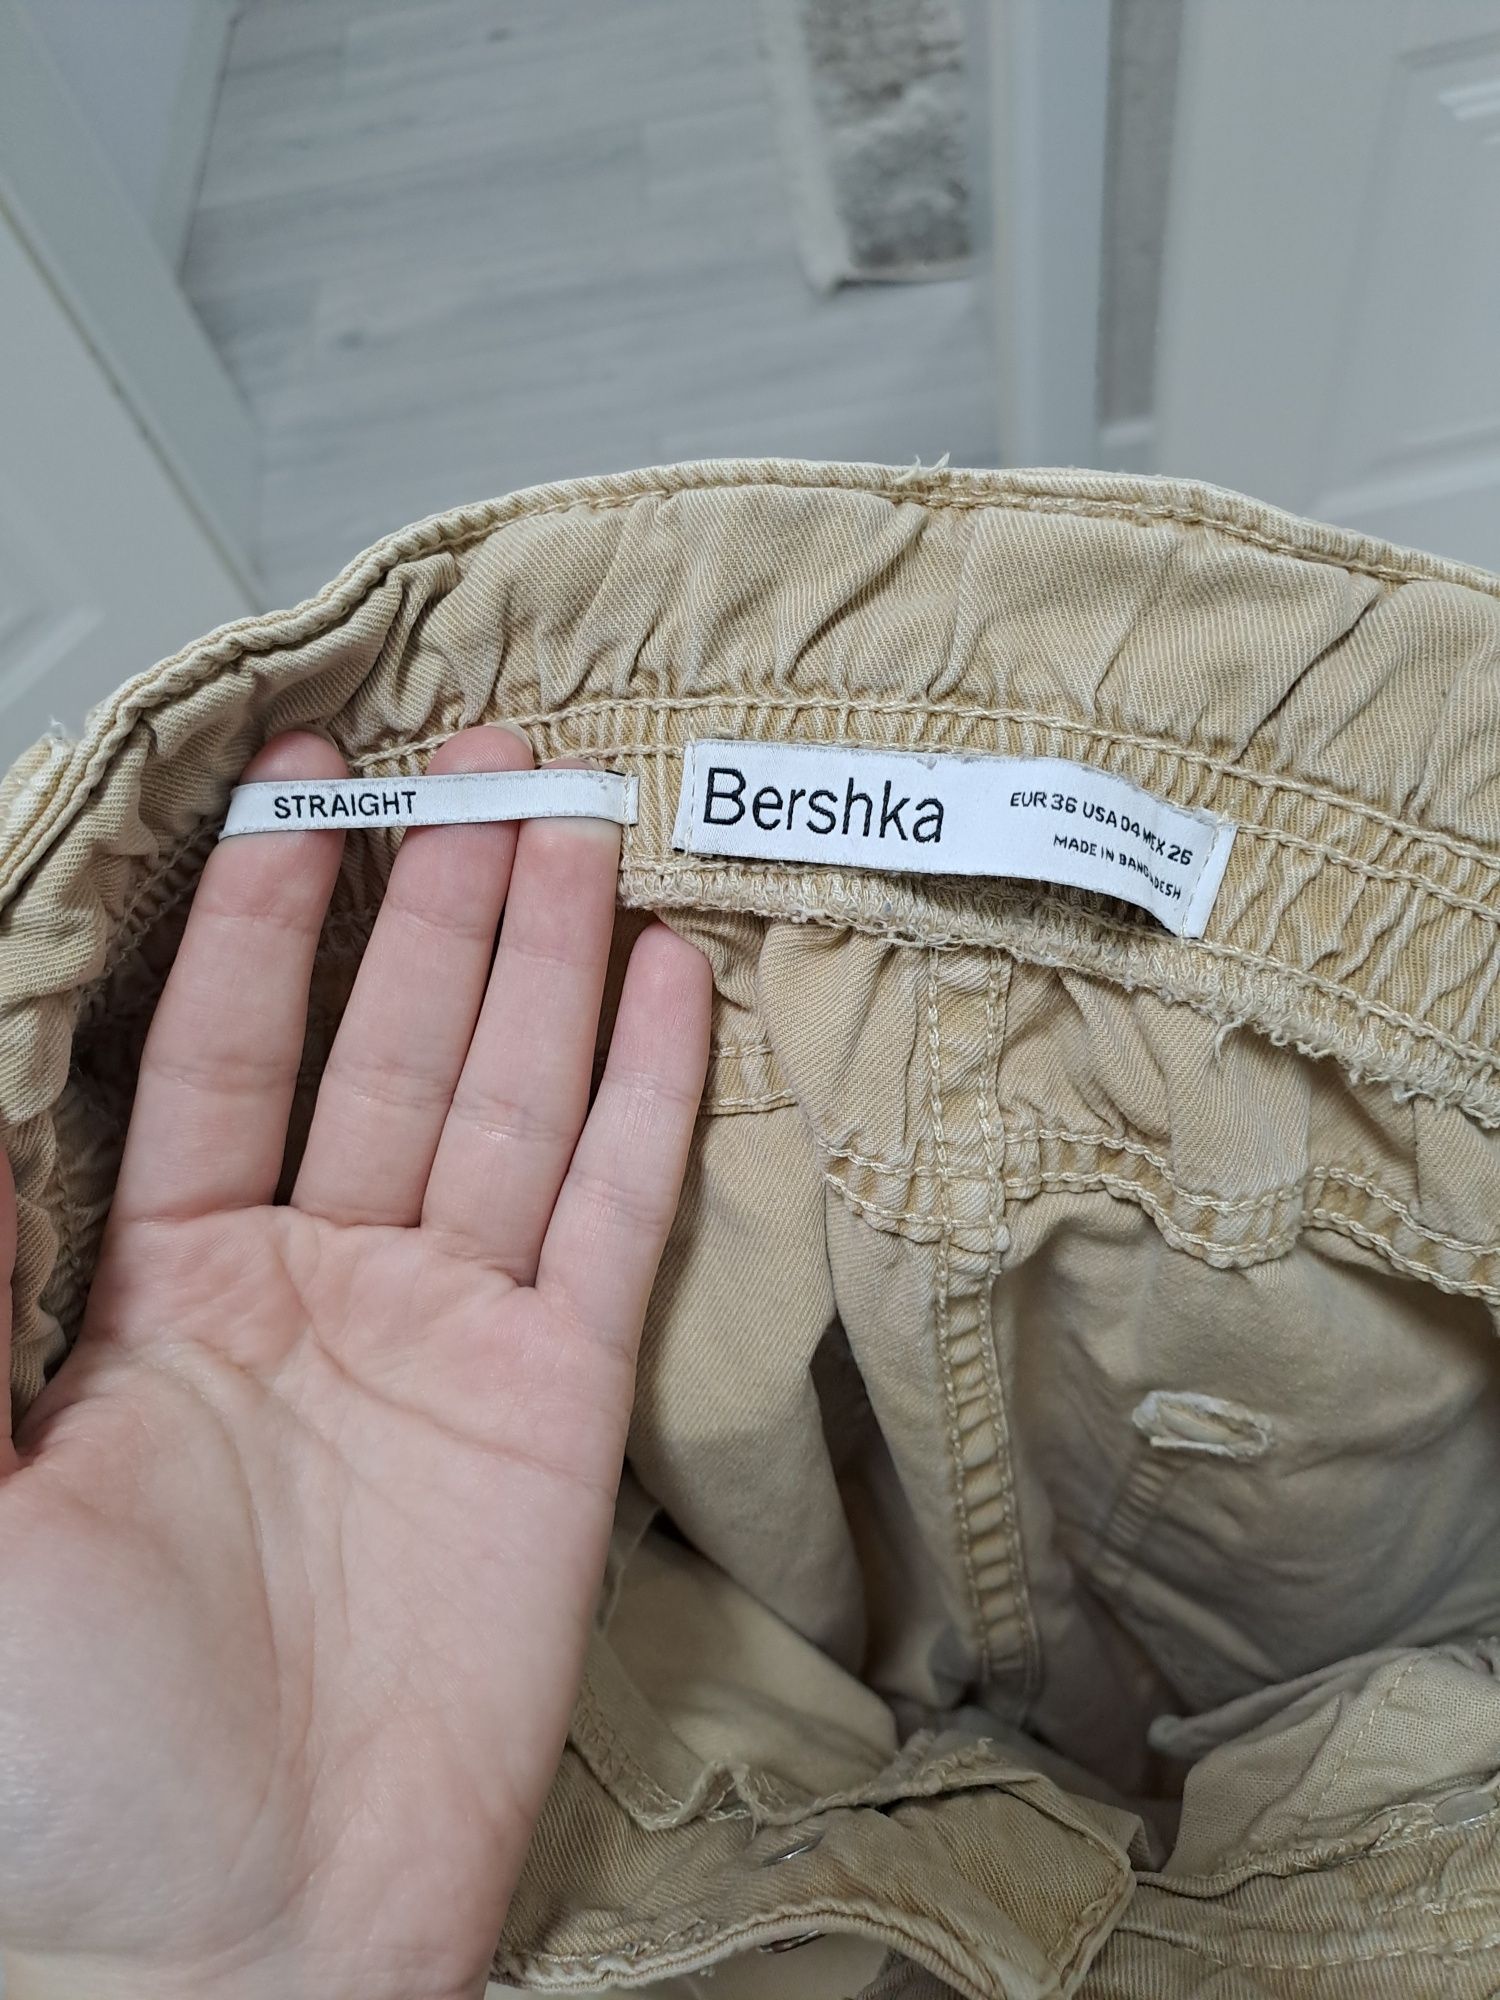 STRAIGHT
Bershka
EUR 36 USA 04 MEX 26
MADE IN BANGLADESH